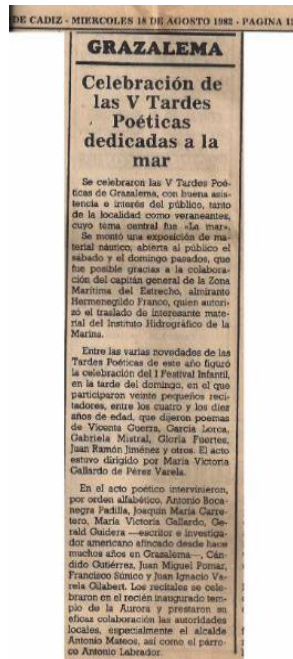 DE CADIZ - MIERCOLES 18 DE AGOSTO 1982 - PAGINA 1
GRAZALEMA
Celebración de
las V Tardes
Poéticas
dedicadas a la
mar
Se celebraron las V Tardes Poé-
ticas de Grazalema, con buena asis-
tencia e interés del público, tanto
de la localidad como veraneantes,
cuyo tema central fue «La mar».
Se montó una exposición de ma-
terial náutico, abierta al público el
sábado y el domingo pasados, que
fue posible gracias a la colabora-
ción del capitán general de la Zona
Marítima del Estrecho, almirante
Hermenegildo Franco, quien autori-
zó el traslado de interesante mate-
rial del Instituto Hidrográfico de la
Marina.
Entre las varias novedades de las
Tardes Poéticas de este año figuró
la celebración del I Festival Infantil,
en la tarde del domingo, en el que
participaron veinte pequeños reci-
tadores, entre los cuatro y los diez
años de edad, que dijeron poemas
de Vicenta Guerra, García Lorca,
Gabriela Mistral, Gloria Fuertes,
Juan Ramón Jiménez y otros. El acto
estuvo dirigido por María Victoria
Gallardo de Pérez Varela.
En el acto poético intervinieron,
por orden alfabético, Antonio Boca-
negra Padilla, Joaquín María Carre-
tero, María Victoria Gallardo, Ge-
rald Guidera —escritor e investiga-
dor americano afincado desde hace
muchos años en Grazalema—, Cán-
dido Gutiérrez, Juan Miguel Pomar,
Francisco Súnico y Juan Ignacio Va-
rela Gilabert. Los recitales se cele-
braron en el recién inaugurado tem-
plo de la Aurora y prestaron su
eficaz colaboración las autoridades
locales, especialmente el alcalde
Antonio Mateos, así como el párro-
co Antonio Labrador.